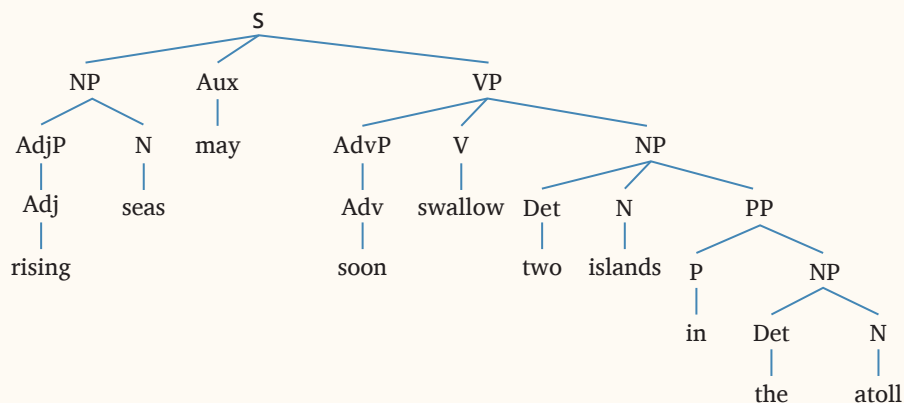 S
NP Aux VP
AdjP N may AdvP V NP
Adj seas Adv swallow Det N PP
rising soon two islands P NP
in Det N
the atoll